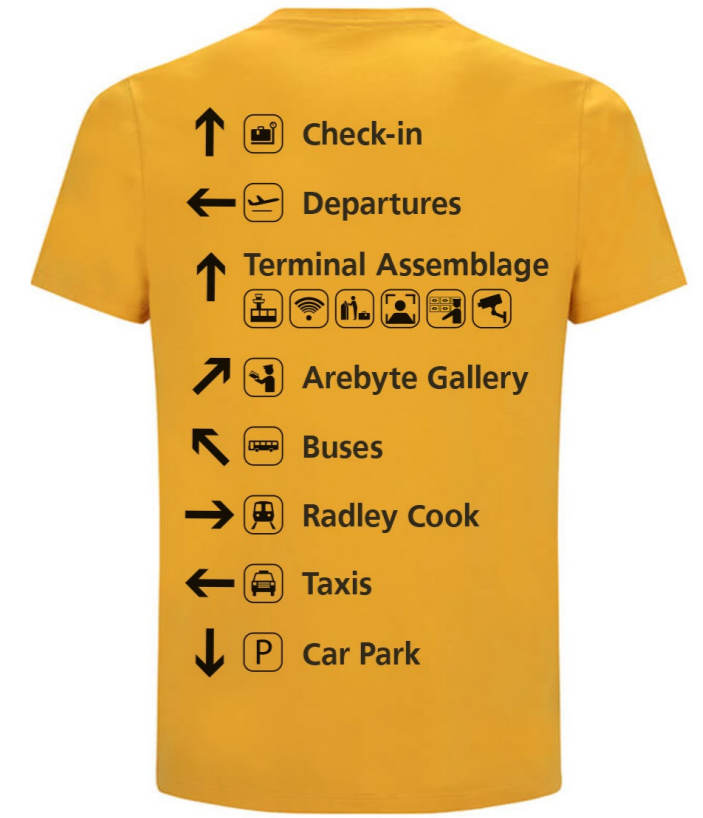 Check-in
Departures
Terminal Assemblage
Arebyte Gallery
Buses
Radley Cook
Taxis
P Car Park